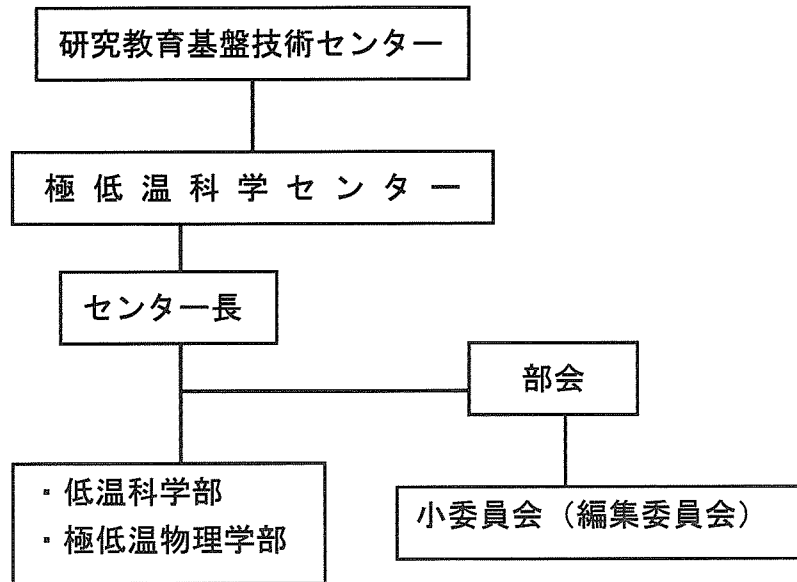 研究教育基盤技術センター
極低温科学センター
センター長
部会
・低温科学部
・極低温物理学部
小委員会（編集委員会）